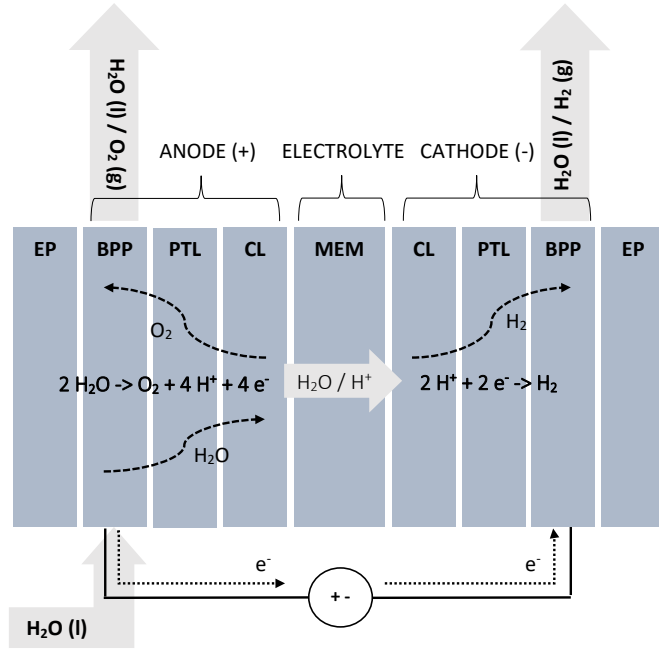 H₂O (l) / O₂ (g)
H₂O (l) / H₂ (g)
ANODE (+)
ELECTROLYTE
CATHODE (-)
EP
BPP
PTL
CL
MEM
CL
PTL
BPP
EP
O₂
H₂
2 H₂O -> O₂ + 4 H⁺ + 4 e⁻
H₂O / H⁺
2 H⁺ + 2 e⁻ -> H₂
H₂O
e⁻
e⁻
+ -
H₂O (l)